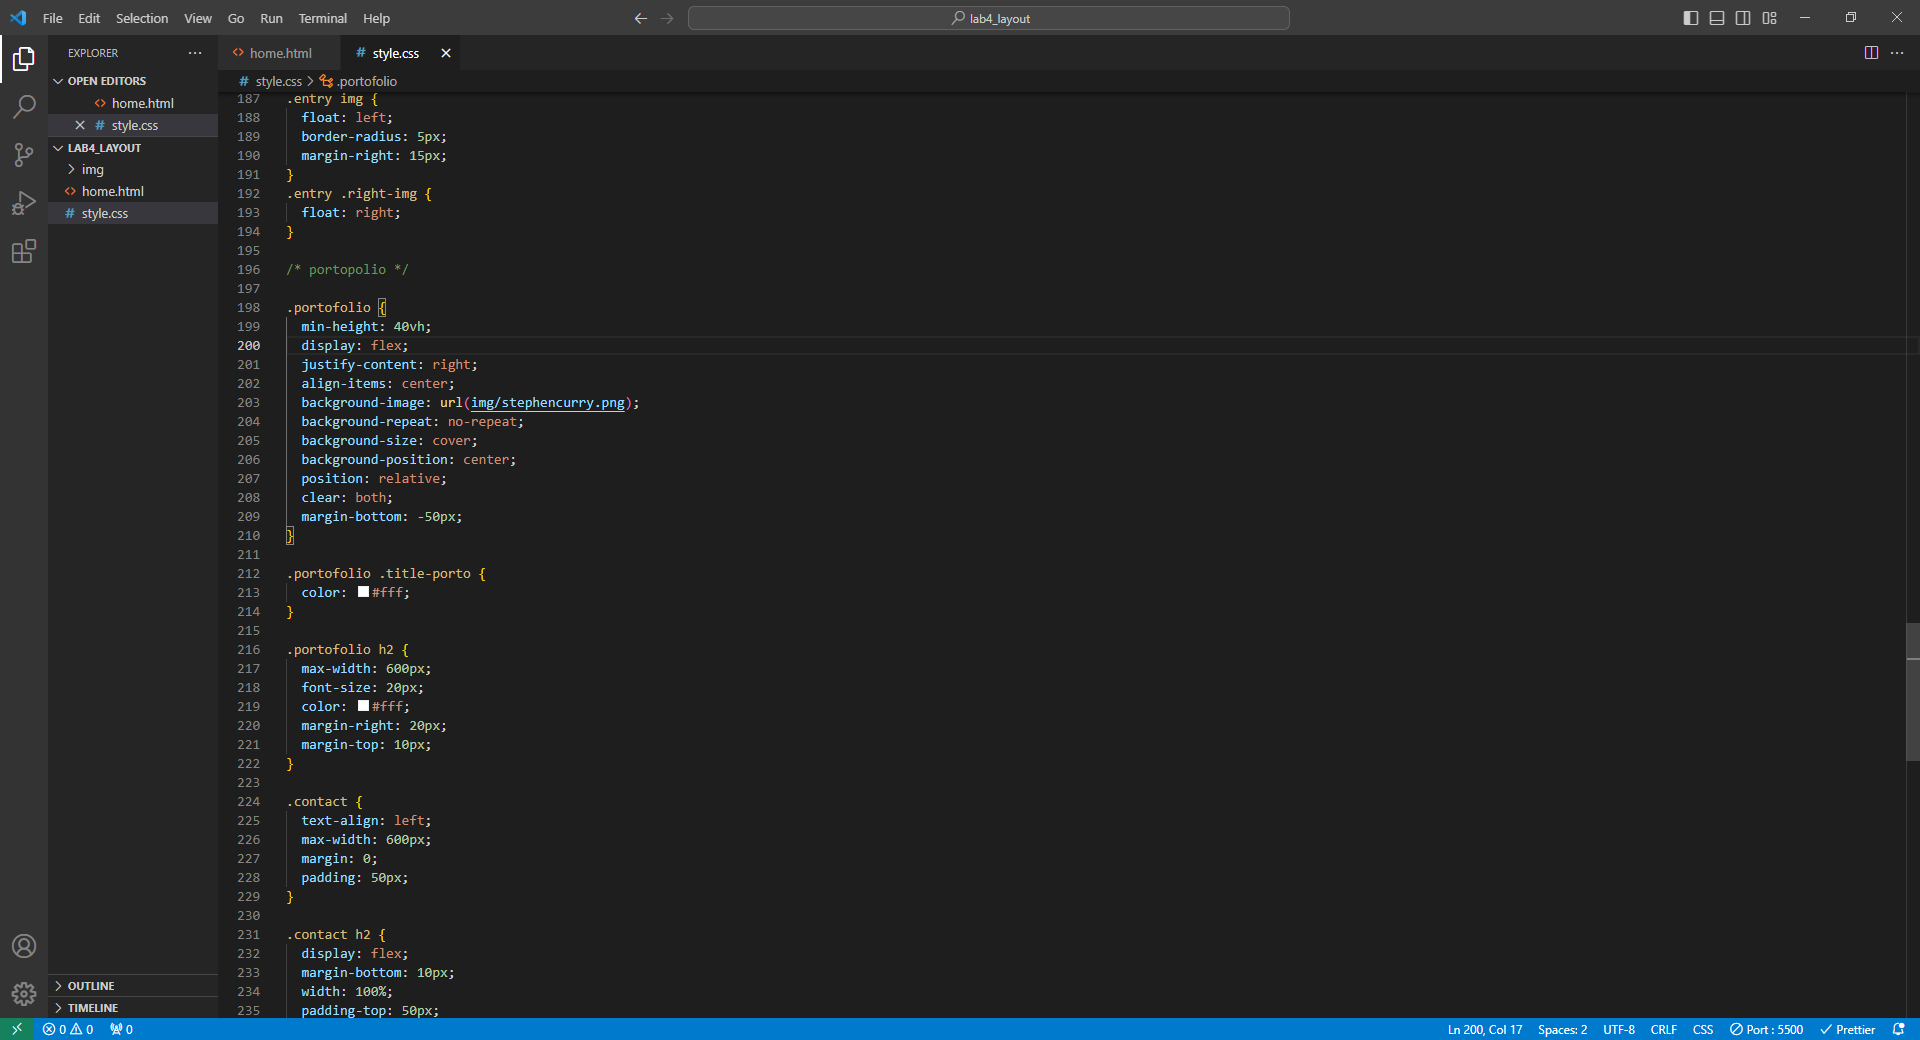 File Edit Selection View Go Run Terminal Help
lab4_layout
EXPLORER
OPEN EDITORS
home.html
style.css
LAB4_LAYOUT
img
home.html
style.css
OUTLINE
TIMELINE
home.html style.css
style.css > .portofolio
187 .entry img {
188 float: left;
189 border-radius: 5px;
190 margin-right: 15px;
191 }
192 .entry .right-img {
193 float: right;
194 }
195
196 /* portopolio */
197
198 .portofolio {
199 min-height: 40vh;
200 display: flex;
201 justify-content: right;
202 align-items: center;
203 background-image: url(img/stephencurry.png);
204 background-repeat: no-repeat;
205 background-size: cover;
206 background-position: center;
207 position: relative;
208 clear: both;
209 margin-bottom: -50px;
210 }
211
212 .portofolio .title-porto {
213 color: #fff;
214 }
215
216 .portofolio h2 {
217 max-width: 600px;
218 font-size: 20px;
219 color: #fff;
220 margin-right: 20px;
221 margin-top: 10px;
222 }
223
224 .contact {
225 text-align: left;
226 max-width: 600px;
227 margin: 0;
228 padding: 50px;
229 }
230
231 .contact h2 {
232 display: flex;
233 margin-bottom: 10px;
234 width: 100%;
235 padding-top: 50px;
0 0 0 Ln 200, Col 17 Spaces: 2 UTF-8 CRLF CSS Port : 5500 Prettier